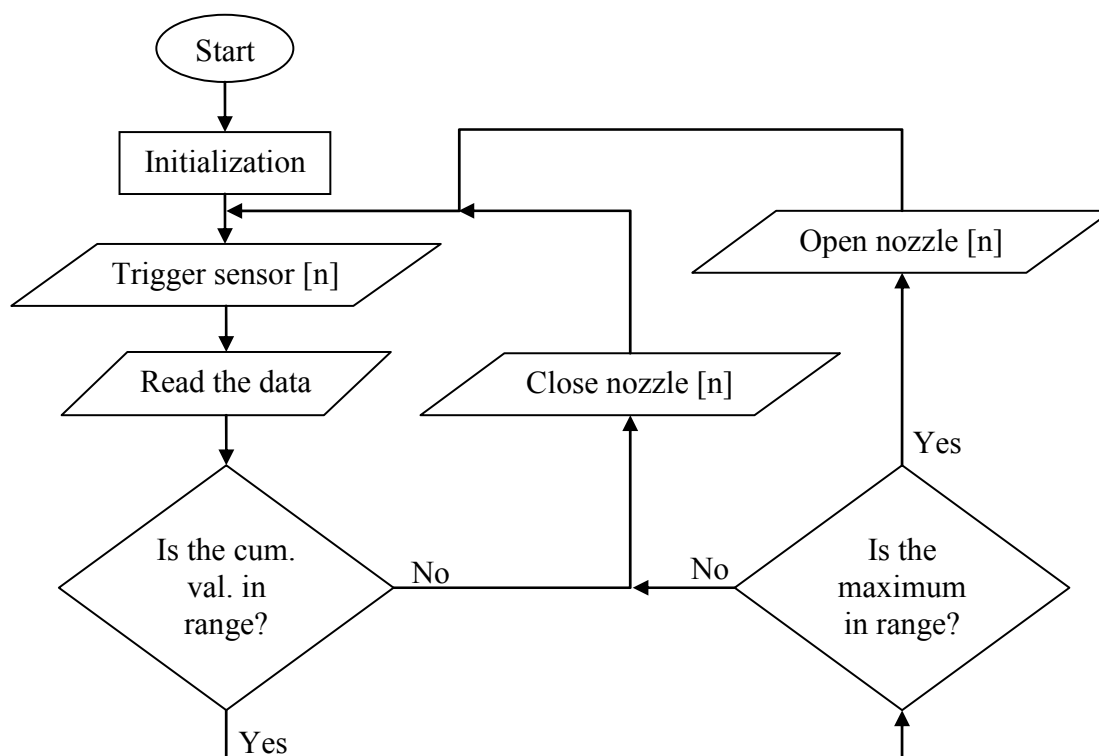 Start
Initialization
Trigger sensor [n]
Open nozzle [n]
Read the data
Close nozzle [n]
Yes
Is the cum.
val. in
range?
No
No
Is the
maximum
in range?
Yes